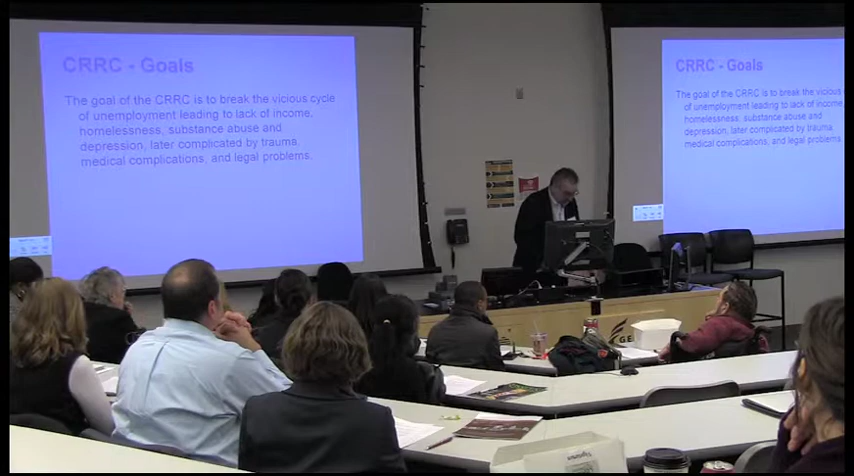 CRRC - Goals
The goal of the CRRC is to break the vicious cycle
of unemployment leading to lack of income,
homelessness, substance abuse and
depression, later complicated by trauma,
medical complications, and legal problems.
CRRC - Goals
The goal of the CRRC is to break the vicious
of unemployment leading to lack of income,
homelessness, substance abuse and
depression, later complicated by trauma,
medical complications, and legal problems
GE